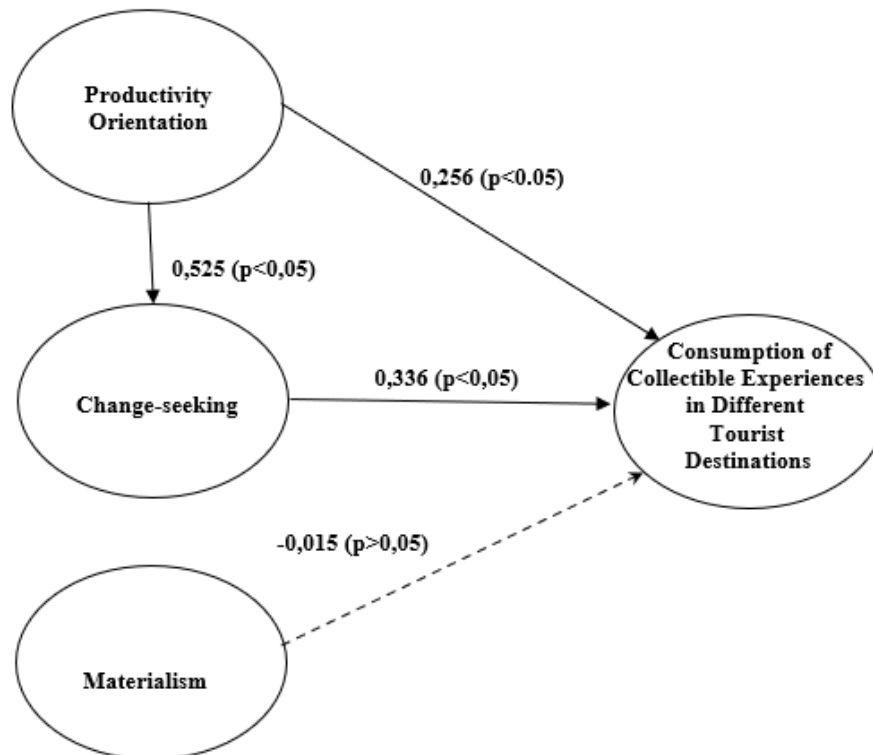 Productivity
Orientation
0,256 (p<0.05)
0,525 (p<0,05)
Change-seeking
0,336 (p<0,05)
Consumption of
Collectible Experiences
in Different
Tourist
Destinations
-0,015 (p>0,05)
Materialism